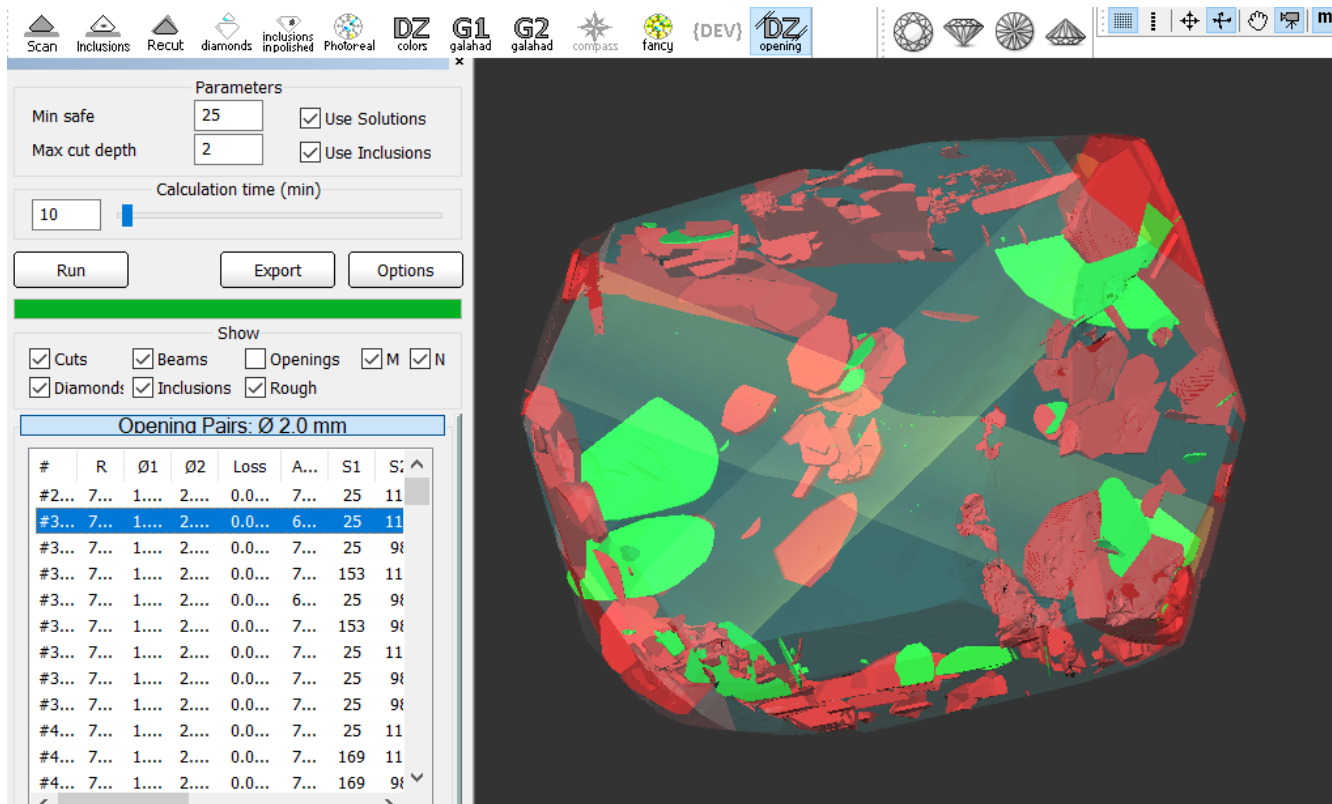 Scan Inclusions Recut diamonds inclusions inpolished Photoreal DZ colors G1 galahad G2 galahad compass fancy {DEV} DZ opening m
×
Parameters
Min safe 25 Use Solutions
Max cut depth 2 Use Inclusions
Calculation time (min)
10
Run Export Options
Show
Cuts Beams Openings M N
Diamond Inclusions Rough
Opening Pairs: Ø 2.0 mm
# R Ø1 Ø2 Loss A... S1 S2
#2... 7... 1.... 2.... 0.0... 7... 25 11
#3... 7... 1.... 2.... 0.0... 6... 25 11
#3... 7... 1.... 2.... 0.0... 7... 25 98
#3... 7... 1.... 2.... 0.0... 7... 153 11
#3... 7... 1.... 2.... 0.0... 6... 25 98
#3... 7... 1.... 2.... 0.0... 7... 153 98
#3... 7... 1.... 2.... 0.0... 7... 25 11
#3... 7... 1.... 2.... 0.0... 7... 25 98
#3... 7... 1.... 2.... 0.0... 7... 25 98
#4... 7... 1.... 2.... 0.0... 7... 25 11
#4... 7... 1.... 2.... 0.0... 7... 169 11
#4... 7... 1.... 2.... 0.0... 7... 169 98